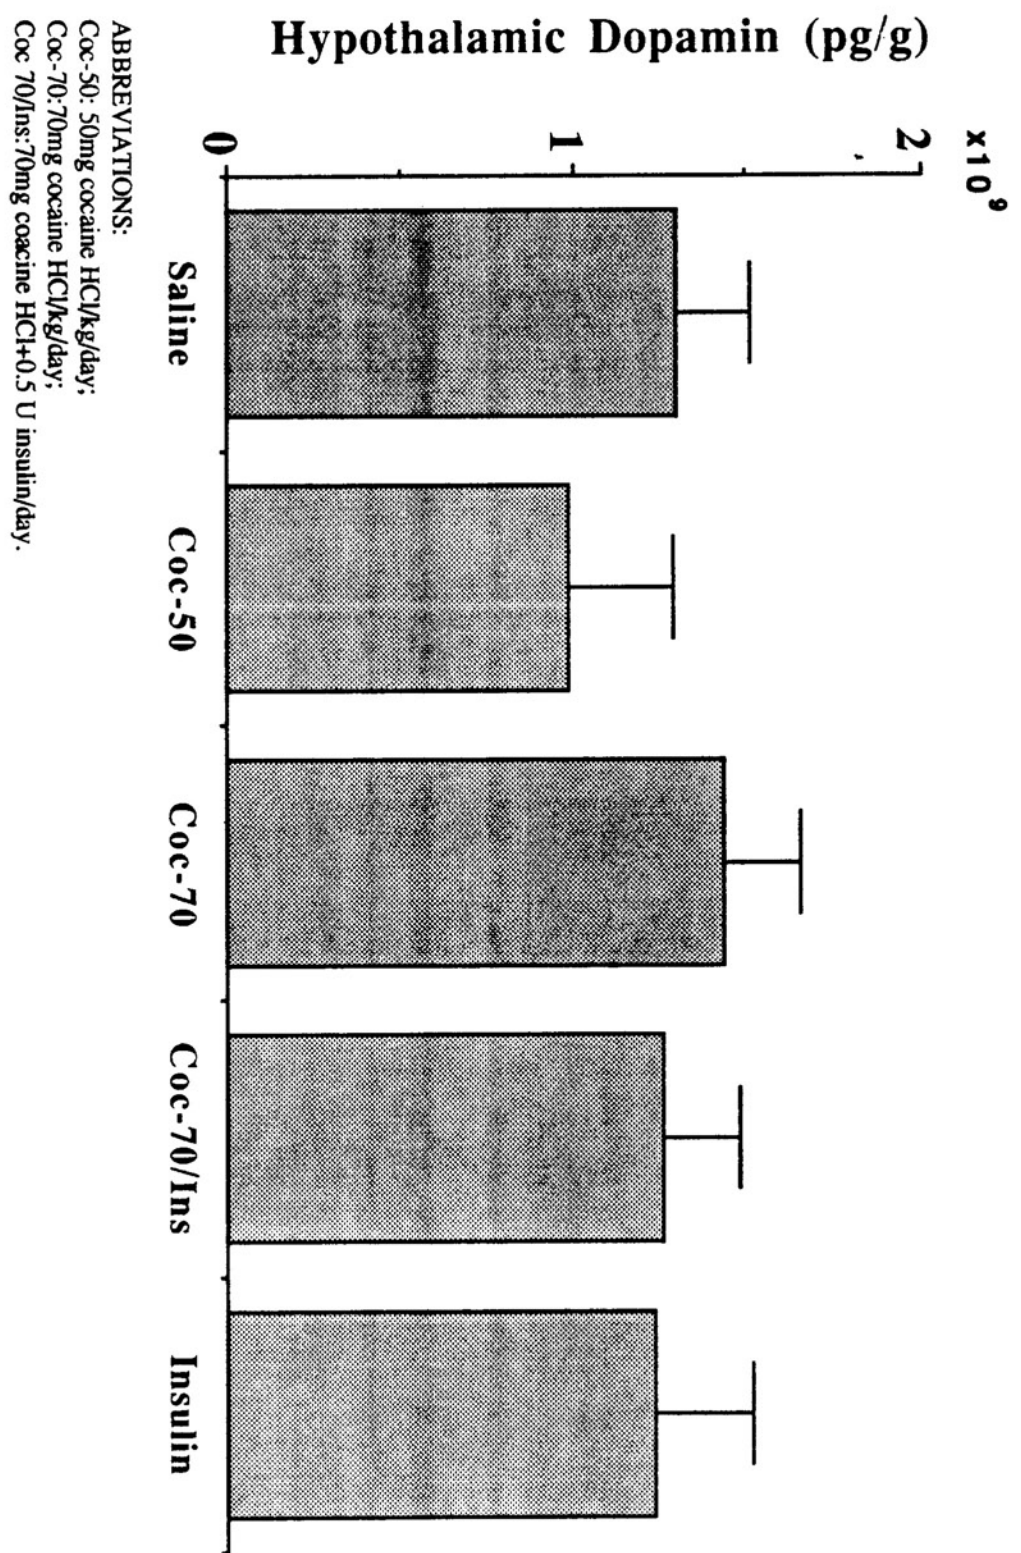 Hypothalamic Dopamin (pg/g)
x10⁹
2
1
0
Saline
Coc-50
Coc-70
Coc-70/Ins
Insulin
ABBREVIATIONS:
Coc-50: 50mg cocaine HCl/kg/day;
Coc-70:70mg cocaine HCl/kg/day;
Coc 70/Ins:70mg coacine HCl+0.5 U insulin/day.